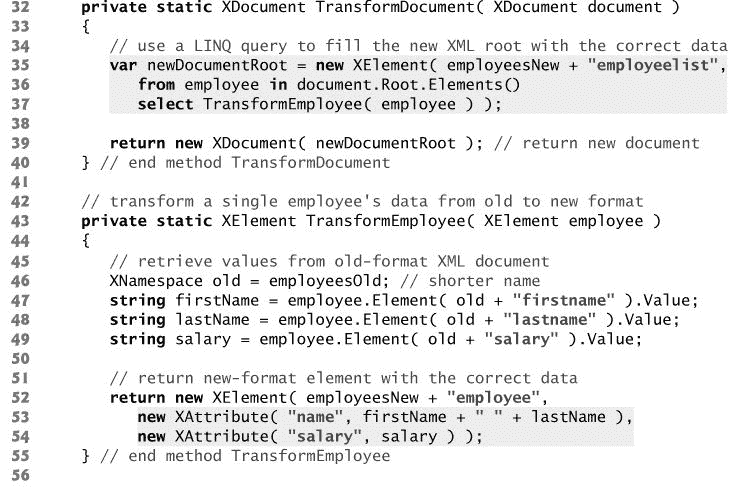 32 private static XDocument TransformDocument( XDocument document )
33 {
34 // use a LINQ query to fill the new XML root with the correct data
35 var newDocumentRoot = new XElement( employeesNew + "employeelist",
36 from employee in document.Root.Elements()
37 select TransformEmployee( employee ) );
38
39 return new XDocument( newDocumentRoot ); // return new document
40 } // end method TransformDocument
41
42 // transform a single employee's data from old to new format
43 private static XElement TransformEmployee( XElement employee )
44 {
45 // retrieve values from old-format XML document
46 XNamespace old = employeesOld; // shorter name
47 string firstName = employee.Element( old + "firstname" ).Value;
48 string lastName = employee.Element( old + "lastname" ).Value;
49 string salary = employee.Element( old + "salary" ).Value;
50
51 // return new-format element with the correct data
52 return new XElement( employeesNew + "employee",
53 new XAttribute( "name", firstName + " " + lastName ),
54 new XAttribute( "salary", salary ) );
55 } // end method TransformEmployee
56